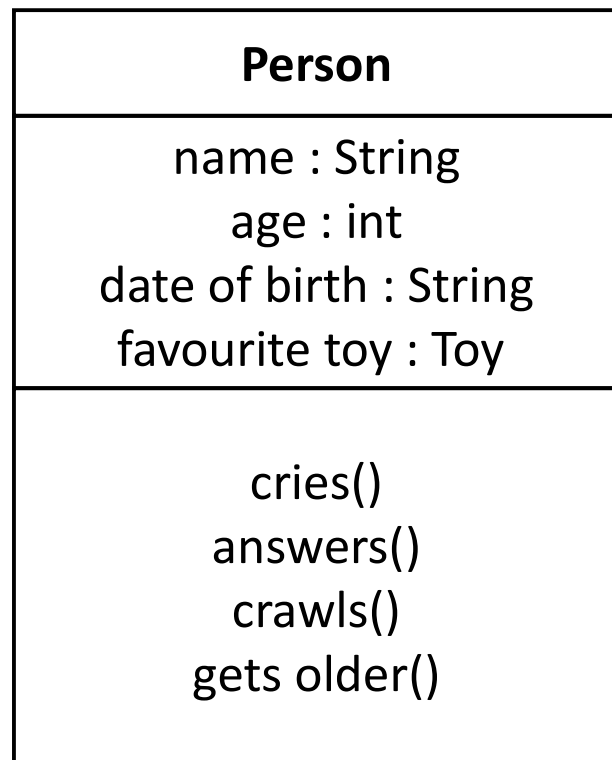 Person
name : String
age : int
date of birth : String
favourite toy : Toy
cries()
answers()
crawls()
gets older()